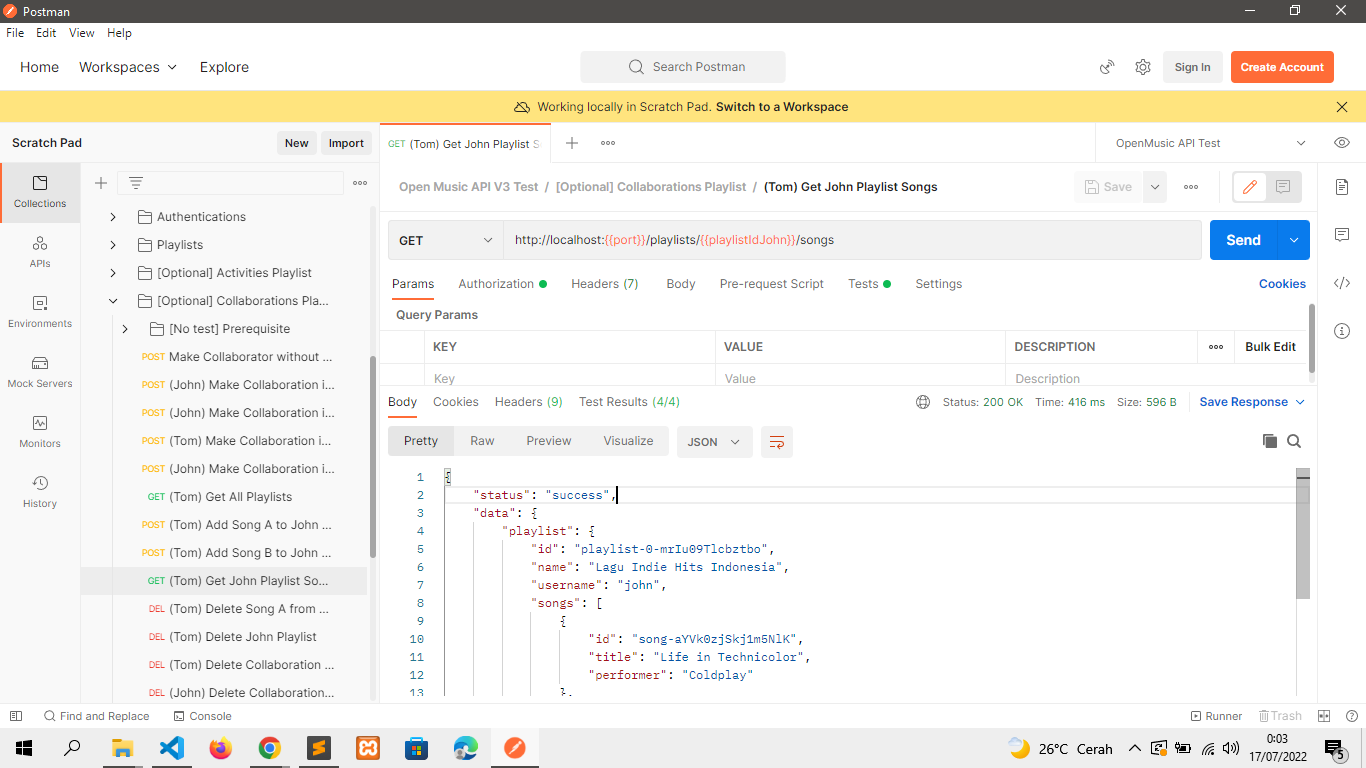 Postman
File Edit View Help
Home Workspaces Explore Search Postman Sign In Create Account
Working locally in Scratch Pad. Switch to a Workspace
Scratch Pad New Import
GET (Tom) Get John Playlist S
OpenMusic API Test
Collections
APIs
Environments
Mock Servers
Monitors
History
Authentications
Playlists
[Optional] Activities Playlist
[Optional] Collaborations Pla...
[No test] Prerequisite
POST Make Collaborator without ...
POST (John) Make Collaboration i...
POST (John) Make Collaboration i...
POST (Tom) Make Collaboration i...
POST (John) Make Collaboration i...
GET (Tom) Get All Playlists
POST (Tom) Add Song A to John ...
POST (Tom) Add Song B to John ...
GET (Tom) Get John Playlist So...
DEL (Tom) Delete Song A from ...
DEL (Tom) Delete John Playlist
DEL (Tom) Delete Collaboration ...
DEL (John) Delete Collaboration...
Open Music API V3 Test / [Optional] Collaborations Playlist / (Tom) Get John Playlist Songs
Save
GET http://localhost:{{port}}/playlists/{{playlistIdJohn}}/songs Send
Params Authorization Headers (7) Body Pre-request Script Tests Settings Cookies
Query Params
KEY VALUE DESCRIPTION Bulk Edit
Key Value Description
Body Cookies Headers (9) Test Results (4/4) Status: 200 OK Time: 416 ms Size: 596 B Save Response
Pretty Raw Preview Visualize JSON
1 {
2 "status": "success",
3 "data": {
4 "playlist": {
5 "id": "playlist-0-mrIu09Tlcbztbo",
6 "name": "Lagu Indie Hits Indonesia",
7 "username": "john",
8 "songs": [
9 {
10 "id": "song-aYVk0zjSkj1m5NlK",
11 "title": "Life in Technicolor",
12 "performer": "Coldplay"
13 },
Find and Replace Console Runner Trash
26°C Cerah
0:03
17/07/2022
5